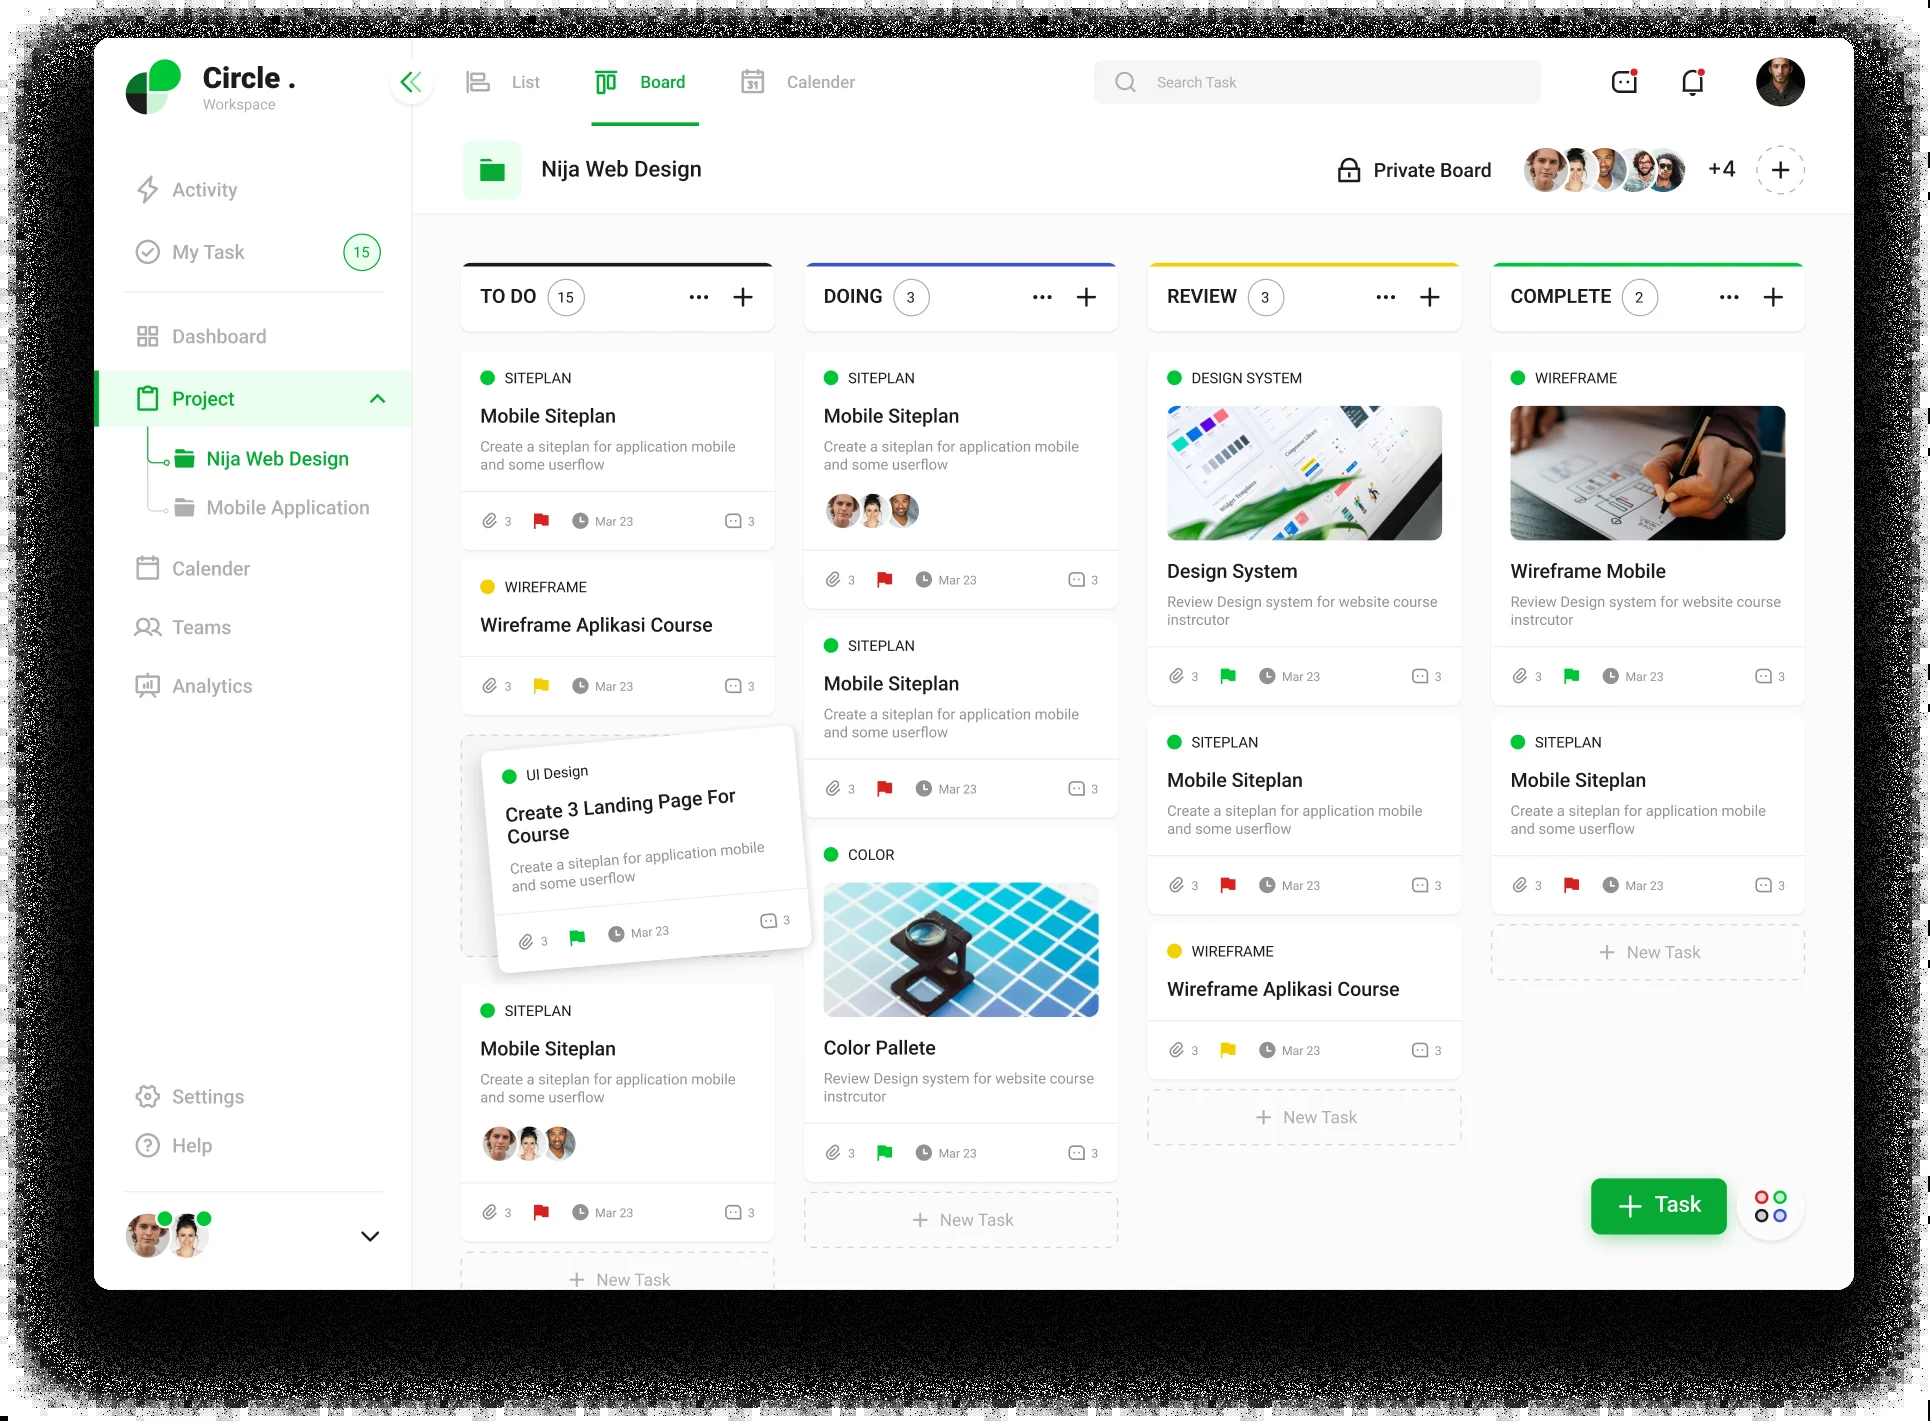 Circle .
Workspace
List
Board
31
Calender
Search Task
Activity
My Task
15
Dashboard
Project
Nija Web Design
Mobile Application
Calender
Teams
Analytics
Settings
Help
Nija Web Design
Private Board
+4
TO DO 15
SITEPLAN
Mobile Siteplan
Create a siteplan for application mobile
and some userflow
3 Mar 23 3
WIREFRAME
Wireframe Aplikasi Course
3 Mar 23 3
UI Design
Create 3 Landing Page For
Course
Create a siteplan for application mobile
and some userflow
3 Mar 23 3
SITEPLAN
Mobile Siteplan
Create a siteplan for application mobile
and some userflow
3 Mar 23 3
+ New Task
DOING 3
SITEPLAN
Mobile Siteplan
Create a siteplan for application mobile
and some userflow
3 Mar 23 3
SITEPLAN
Mobile Siteplan
Create a siteplan for application mobile
and some userflow
3 Mar 23 3
COLOR
Color Pallete
Review Design system for website course
instrcutor
3 Mar 23 3
+ New Task
REVIEW 3
DESIGN SYSTEM
Component Library
Widget Templates
Design System
Review Design system for website course
instrcutor
3 Mar 23 3
SITEPLAN
Mobile Siteplan
Create a siteplan for application mobile
and some userflow
3 Mar 23 3
WIREFRAME
Wireframe Aplikasi Course
3 Mar 23 3
+ New Task
COMPLETE 2
WIREFRAME
Wireframe Mobile
Review Design system for website course
instrcutor
3 Mar 23 3
SITEPLAN
Mobile Siteplan
Create a siteplan for application mobile
and some userflow
3 Mar 23 3
+ New Task
+ Task